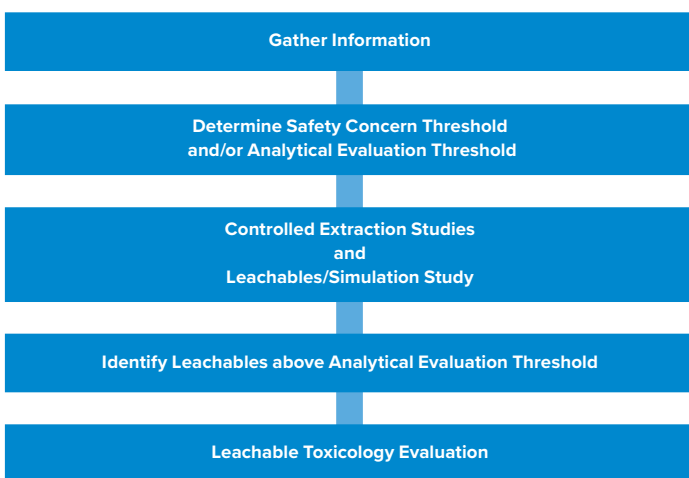 Gather Information
Determine Safety Concern Threshold
and/or Analytical Evaluation Threshold
Controlled Extraction Studies
and
Leachables/Simulation Study
Identify Leachables above Analytical Evaluation Threshold
Leachable Toxicology Evaluation